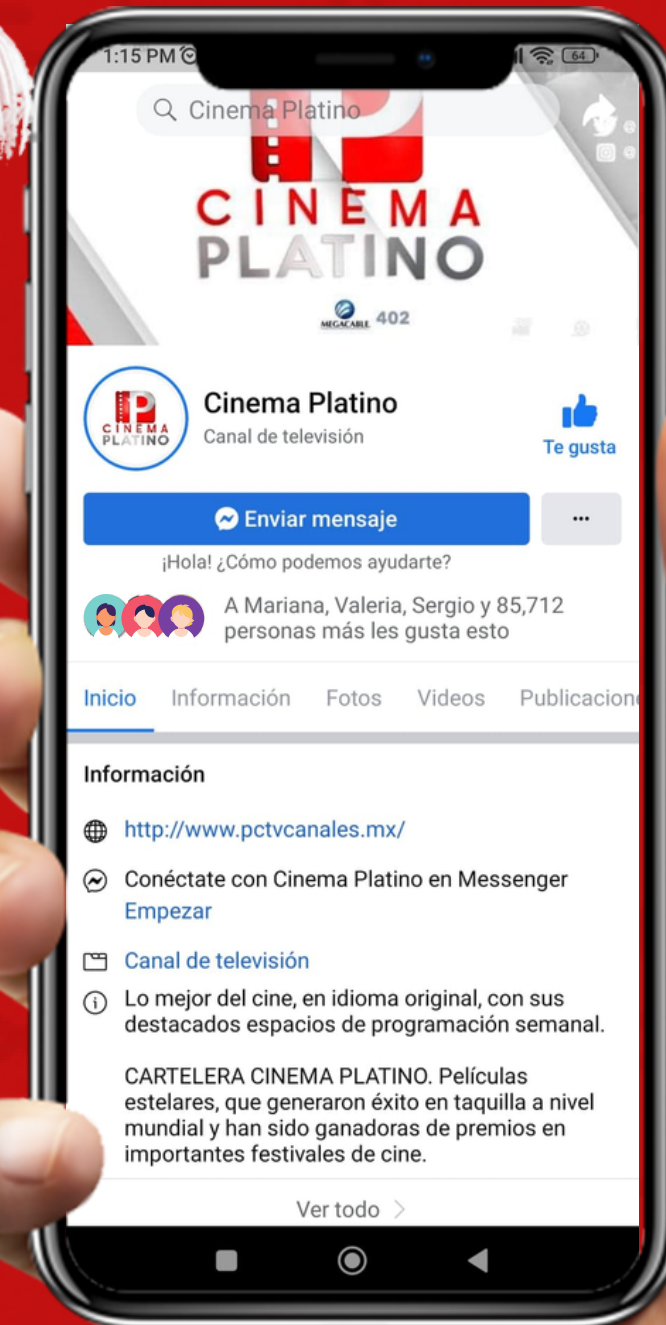 1:15 PM
64
Cinema Platino
P
CINEMA
PLATINO
MEGACABLE 402
P
CINEMA
PLATINO
Cinema Platino
Canal de televisión
Te gusta
Enviar mensaje
...
¡Hola! ¿Cómo podemos ayudarte?
A Mariana, Valeria, Sergio y 85,712
personas más les gusta esto
Inicio Información Fotos Videos Publicacion
Información
http://www.pctvcanales.mx/
Conéctate con Cinema Platino en Messenger
Empezar
Canal de televisión
Lo mejor del cine, en idioma original, con sus
destacados espacios de programación semanal.
CARTELERA CINEMA PLATINO. Películas
estelares, que generaron éxito en taquilla a nivel
mundial y han sido ganadoras de premios en
importantes festivales de cine.
Ver todo >